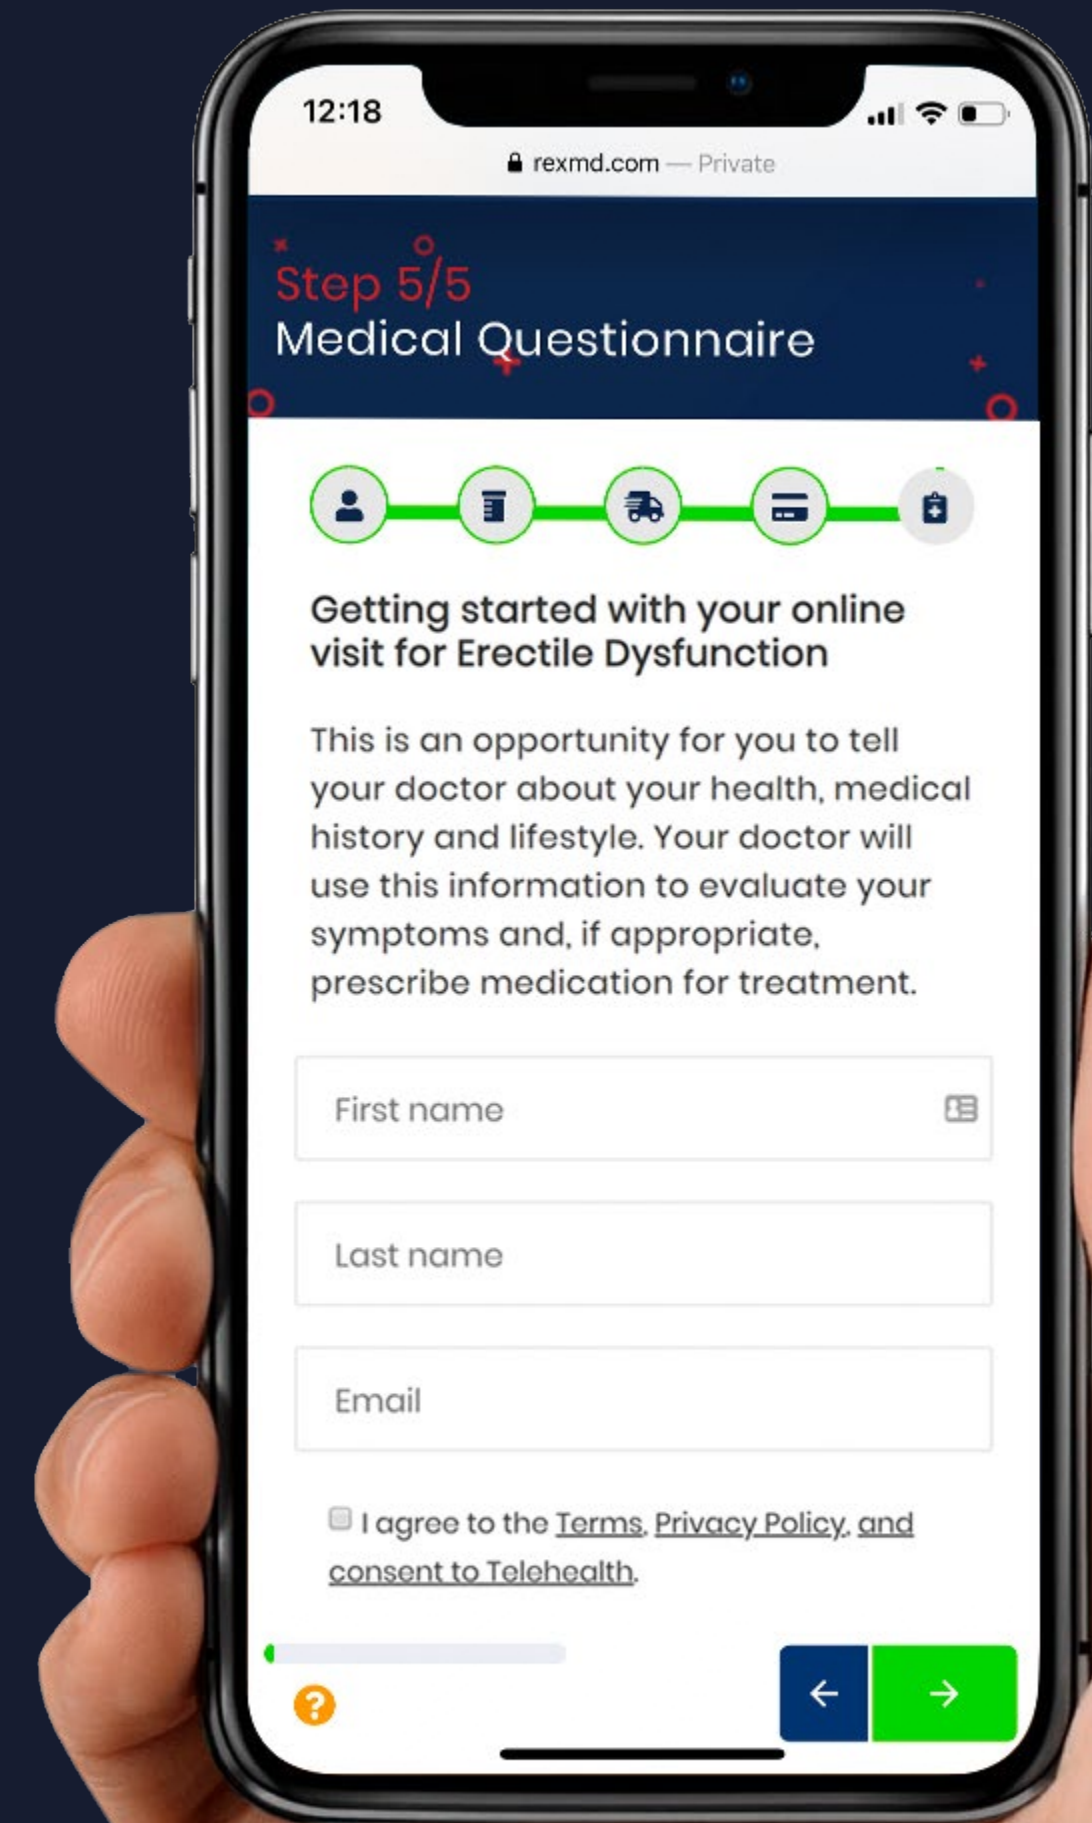 12:18
rexmd.com — Private
Step 5/5
Medical Questionnaire
Getting started with your online
visit for Erectile Dysfunction
This is an opportunity for you to tell
your doctor about your health, medical
history and lifestyle. Your doctor will
use this information to evaluate your
symptoms and, if appropriate,
prescribe medication for treatment.
First name
Last name
Email
I agree to the Terms, Privacy Policy, and
consent to Telehealth.
?